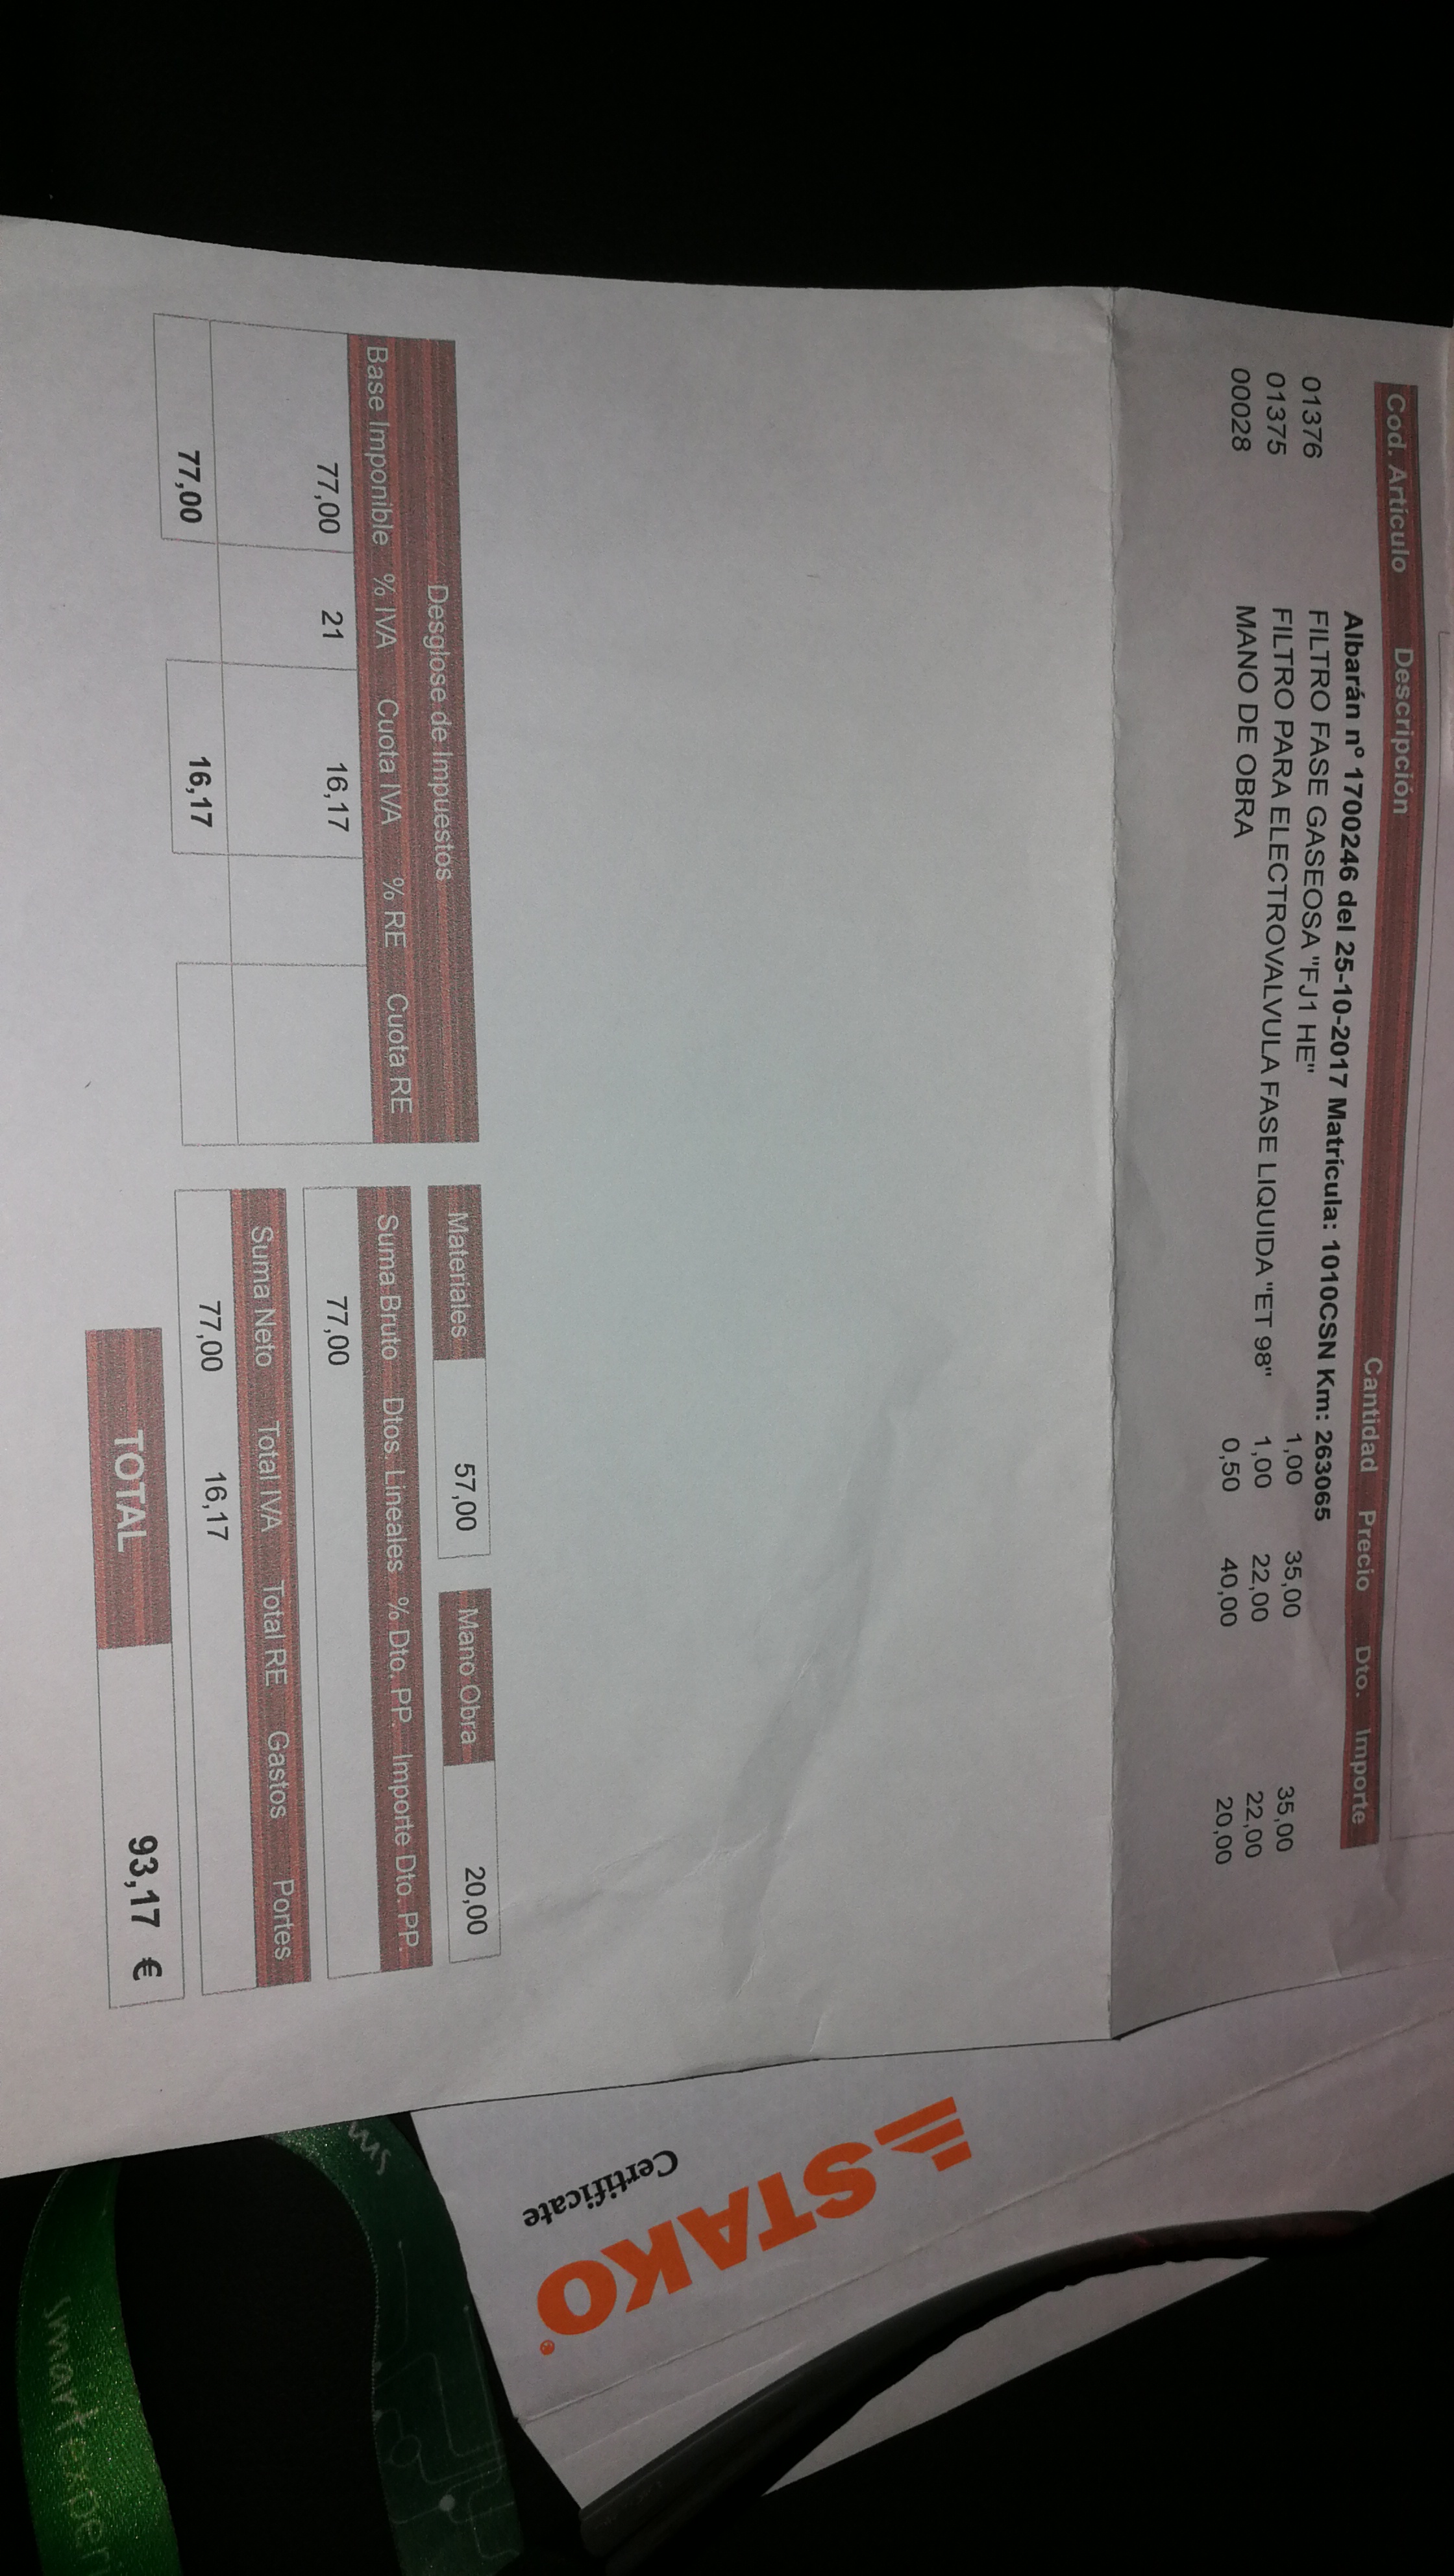 Cod. Artículo Descripción Cantidad Precio Dto. Importe
Albarán nº 1700246 del 25-10-2017 Matrícula: 1010CSN Km: 263065
01376 FILTRO FASE GASEOSA "FJ1 HE" 1,00 35,00 35,00
01375 FILTRO PARA ELECTROVALVULA FASE LIQUIDA "ET 98" 1,00 22,00 22,00
00028 MANO DE OBRA 0,50 40,00 20,00
Materiales 57,00 Mano Obra 20,00
Desglose de Impuestos
Base Imponible % IVA Cuota IVA % RE Cuota RE
77,00 21 16,17
77,00 16,17
Suma Bruto Dtos. Lineales % Dto. PP. Importe Dto. PP.
77,00
Suma Neto Total IVA Total RE Gastos Portes
77,00 16,17
TOTAL 93,17 €
STAKO®
Certificate